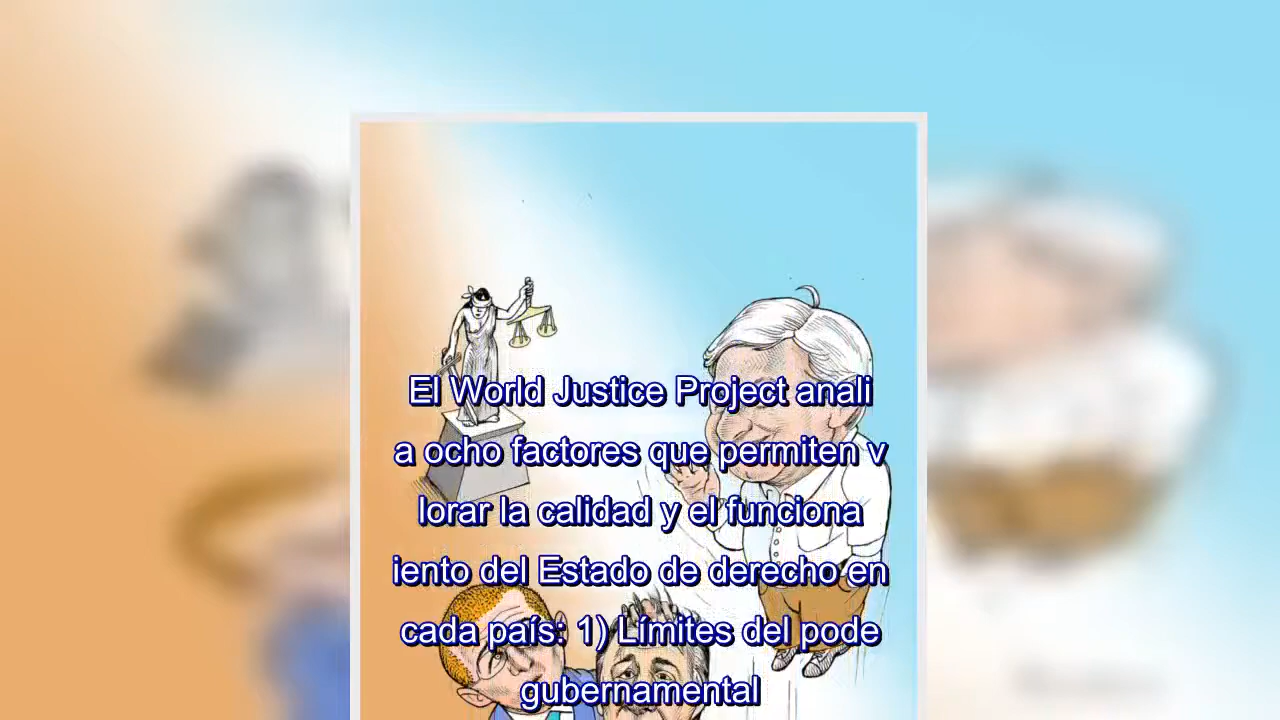 El World Justice Project anali
a ocho factores que permiten v
lorar la calidad y el funciona
iento del Estado de derecho en
cada país: 1) Límites del pode
gubernamental